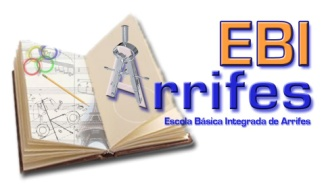 EBI
Arrifes
Escola Básica Integrada de Arrifes